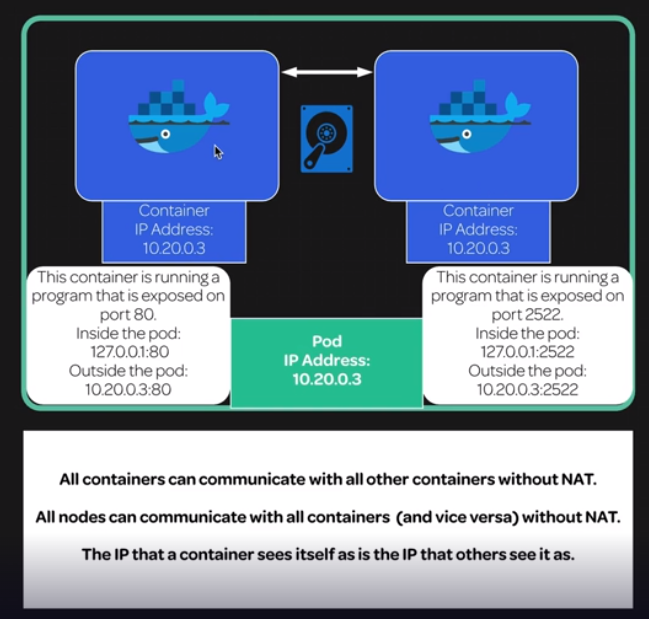 Container
IP Address:
10.20.0.3
Container
IP Address:
10.20.0.3
This container is running a
program that is exposed on
port 80.
Inside the pod:
127.0.0.1:80
Outside the pod:
10.20.0.3:80
Pod
IP Address:
10.20.0.3
This container is running a
program that is exposed on
port 2522.
Inside the pod:
127.0.0.1:2522
Outside the pod:
10.20.0.3:2522
All containers can communicate with all other containers without NAT.
All nodes can communicate with all containers (and vice versa) without NAT.
The IP that a container sees itself as is the IP that others see it as.